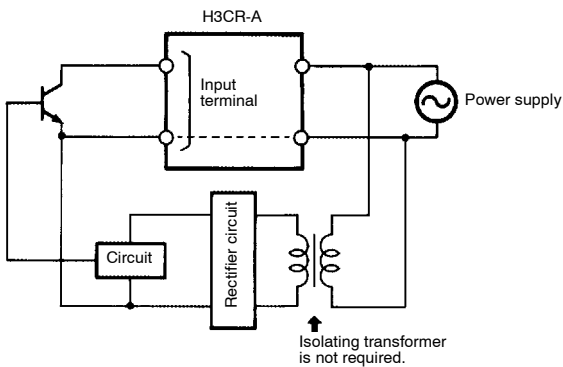 H3CR-A
Input
terminal
Power supply
Circuit
Rectifier circuit
Isolating transformer
is not required.